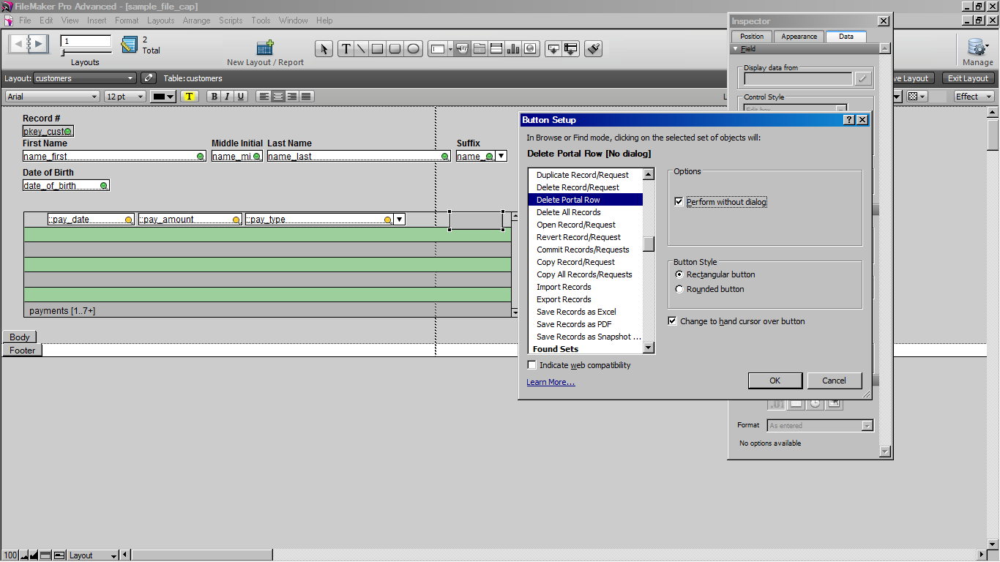 FileMaker Pro Advanced - [sample_file_cap]
File Edit View Insert Format Layouts Arrange Scripts Tools Window Help
1
2
Total
Layouts
New Layout / Report
Manage
Layout: customers
Table: customers
ve Layout
Exit Layout
Arial
12 pt
T
B I U
L
Effect
Inspector
Position Appearance Data
Field
Display data from
Control Style
Edit box
Record #
pkey_cust
First Name
Middle Initial
Last Name
Suffix
name_first
name_mi
name_last
name_
Date of Birth
date_of_birth
::pay_date
::pay_amount
::pay_type
payments [1..7+]
Body
Footer
Button Setup
In Browse or Find mode, clicking on the selected set of objects will:
Delete Portal Row [No dialog]
Duplicate Record/Request
Delete Record/Request
Delete Portal Row
Delete All Records
Open Record/Request
Revert Record/Request
Commit Records/Requests
Copy Record/Request
Copy All Records/Requests
Import Records
Export Records
Save Records as Excel
Save Records as PDF
Save Records as Snapshot ...
Found Sets
Options
Perform without dialog
Button Style
Rectangular button
Rounded button
Change to hand cursor over button
Indicate web compatibility
Learn More...
OK
Cancel
Format
As entered
No options available
100
Layout